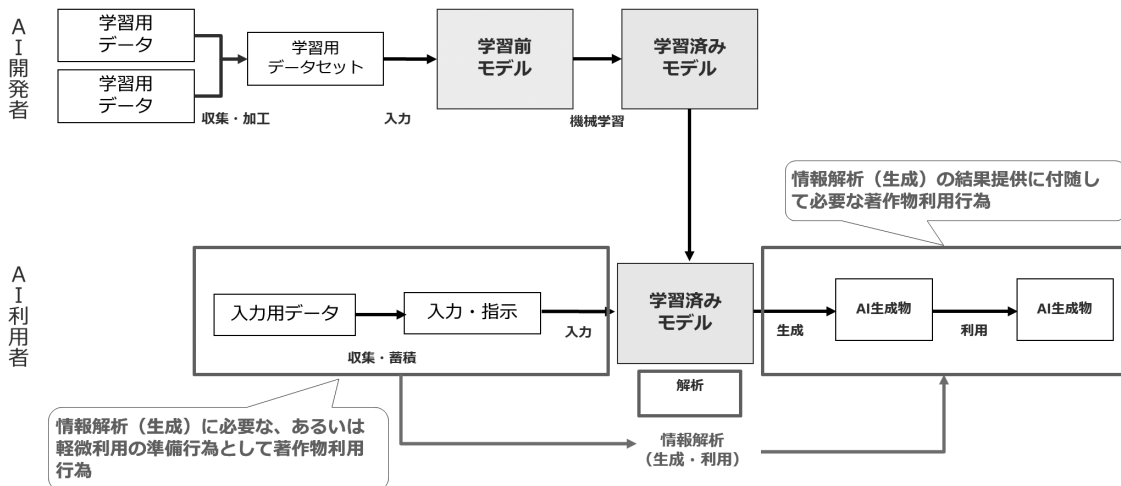 AI開発者
学習用
データ
学習用
データ
収集・加工
学習用
データセット
入力
学習前
モデル
機械学習
学習済み
モデル
情報解析（生成）の結果提供に付随し
て必要な著作物利用行為
AI利用者
入力用データ
収集・蓄積
入力・指示
入力
学習済み
モデル
解析
生成
AI生成物
利用
AI生成物
情報解析（生成）に必要な、あるいは
軽微利用の準備行為として著作物利用
行為
情報解析
（生成・利用）